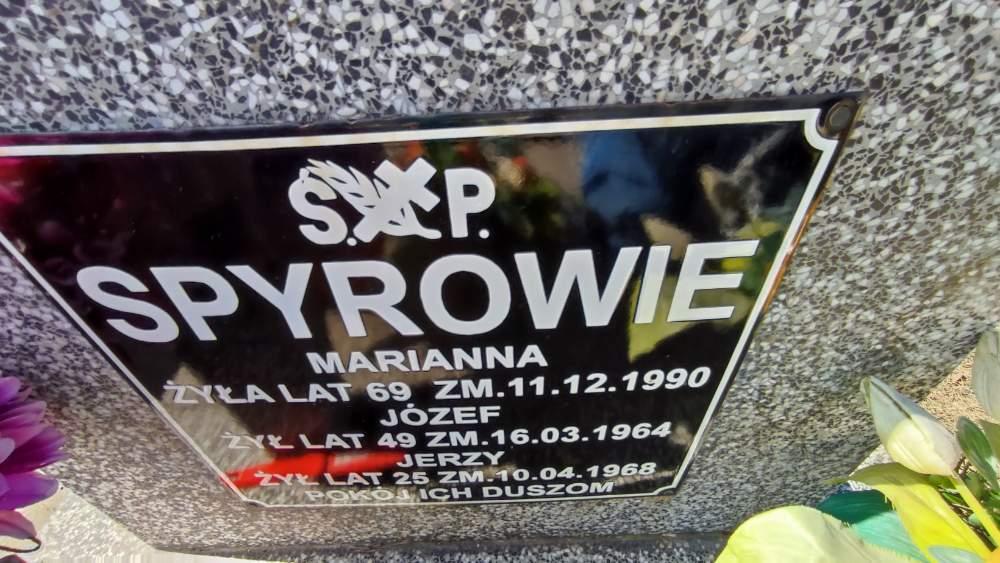 S. P.
SPYROWIE
MARIANNA
ŻYŁA LAT 69 ZM.11.12.1990
JÓZEF
ŻYŁ LAT 49 ZM.16.03.1964
JERZY
ŻYŁ LAT 25 ZM.10.04.1968
POKÓJ ICH DUSZOM